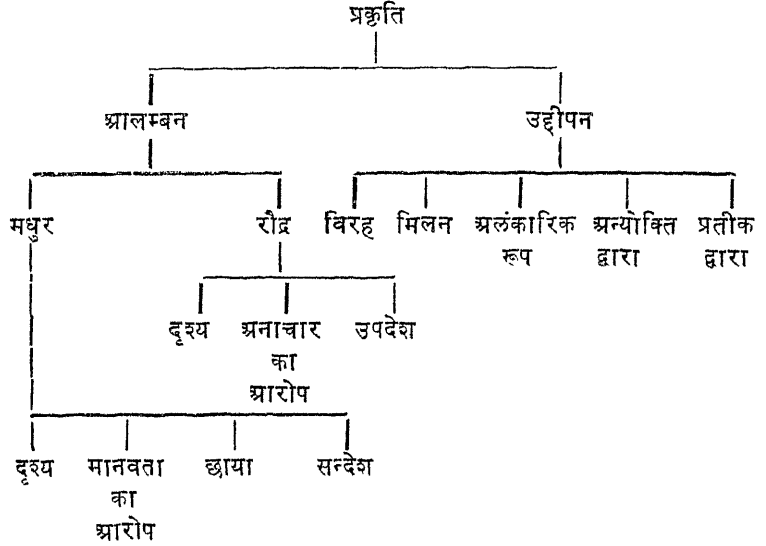 प्रकृति
आलम्बन उद्दीपन
मधुर रौद्र विरह मिलन अलंकारिक अन्योक्ति प्रतीक
रूप द्वारा द्वारा
दृश्य अनाचार उपदेश
का
आरोप
दृश्य मानवता छाया सन्देश
का
आरोप